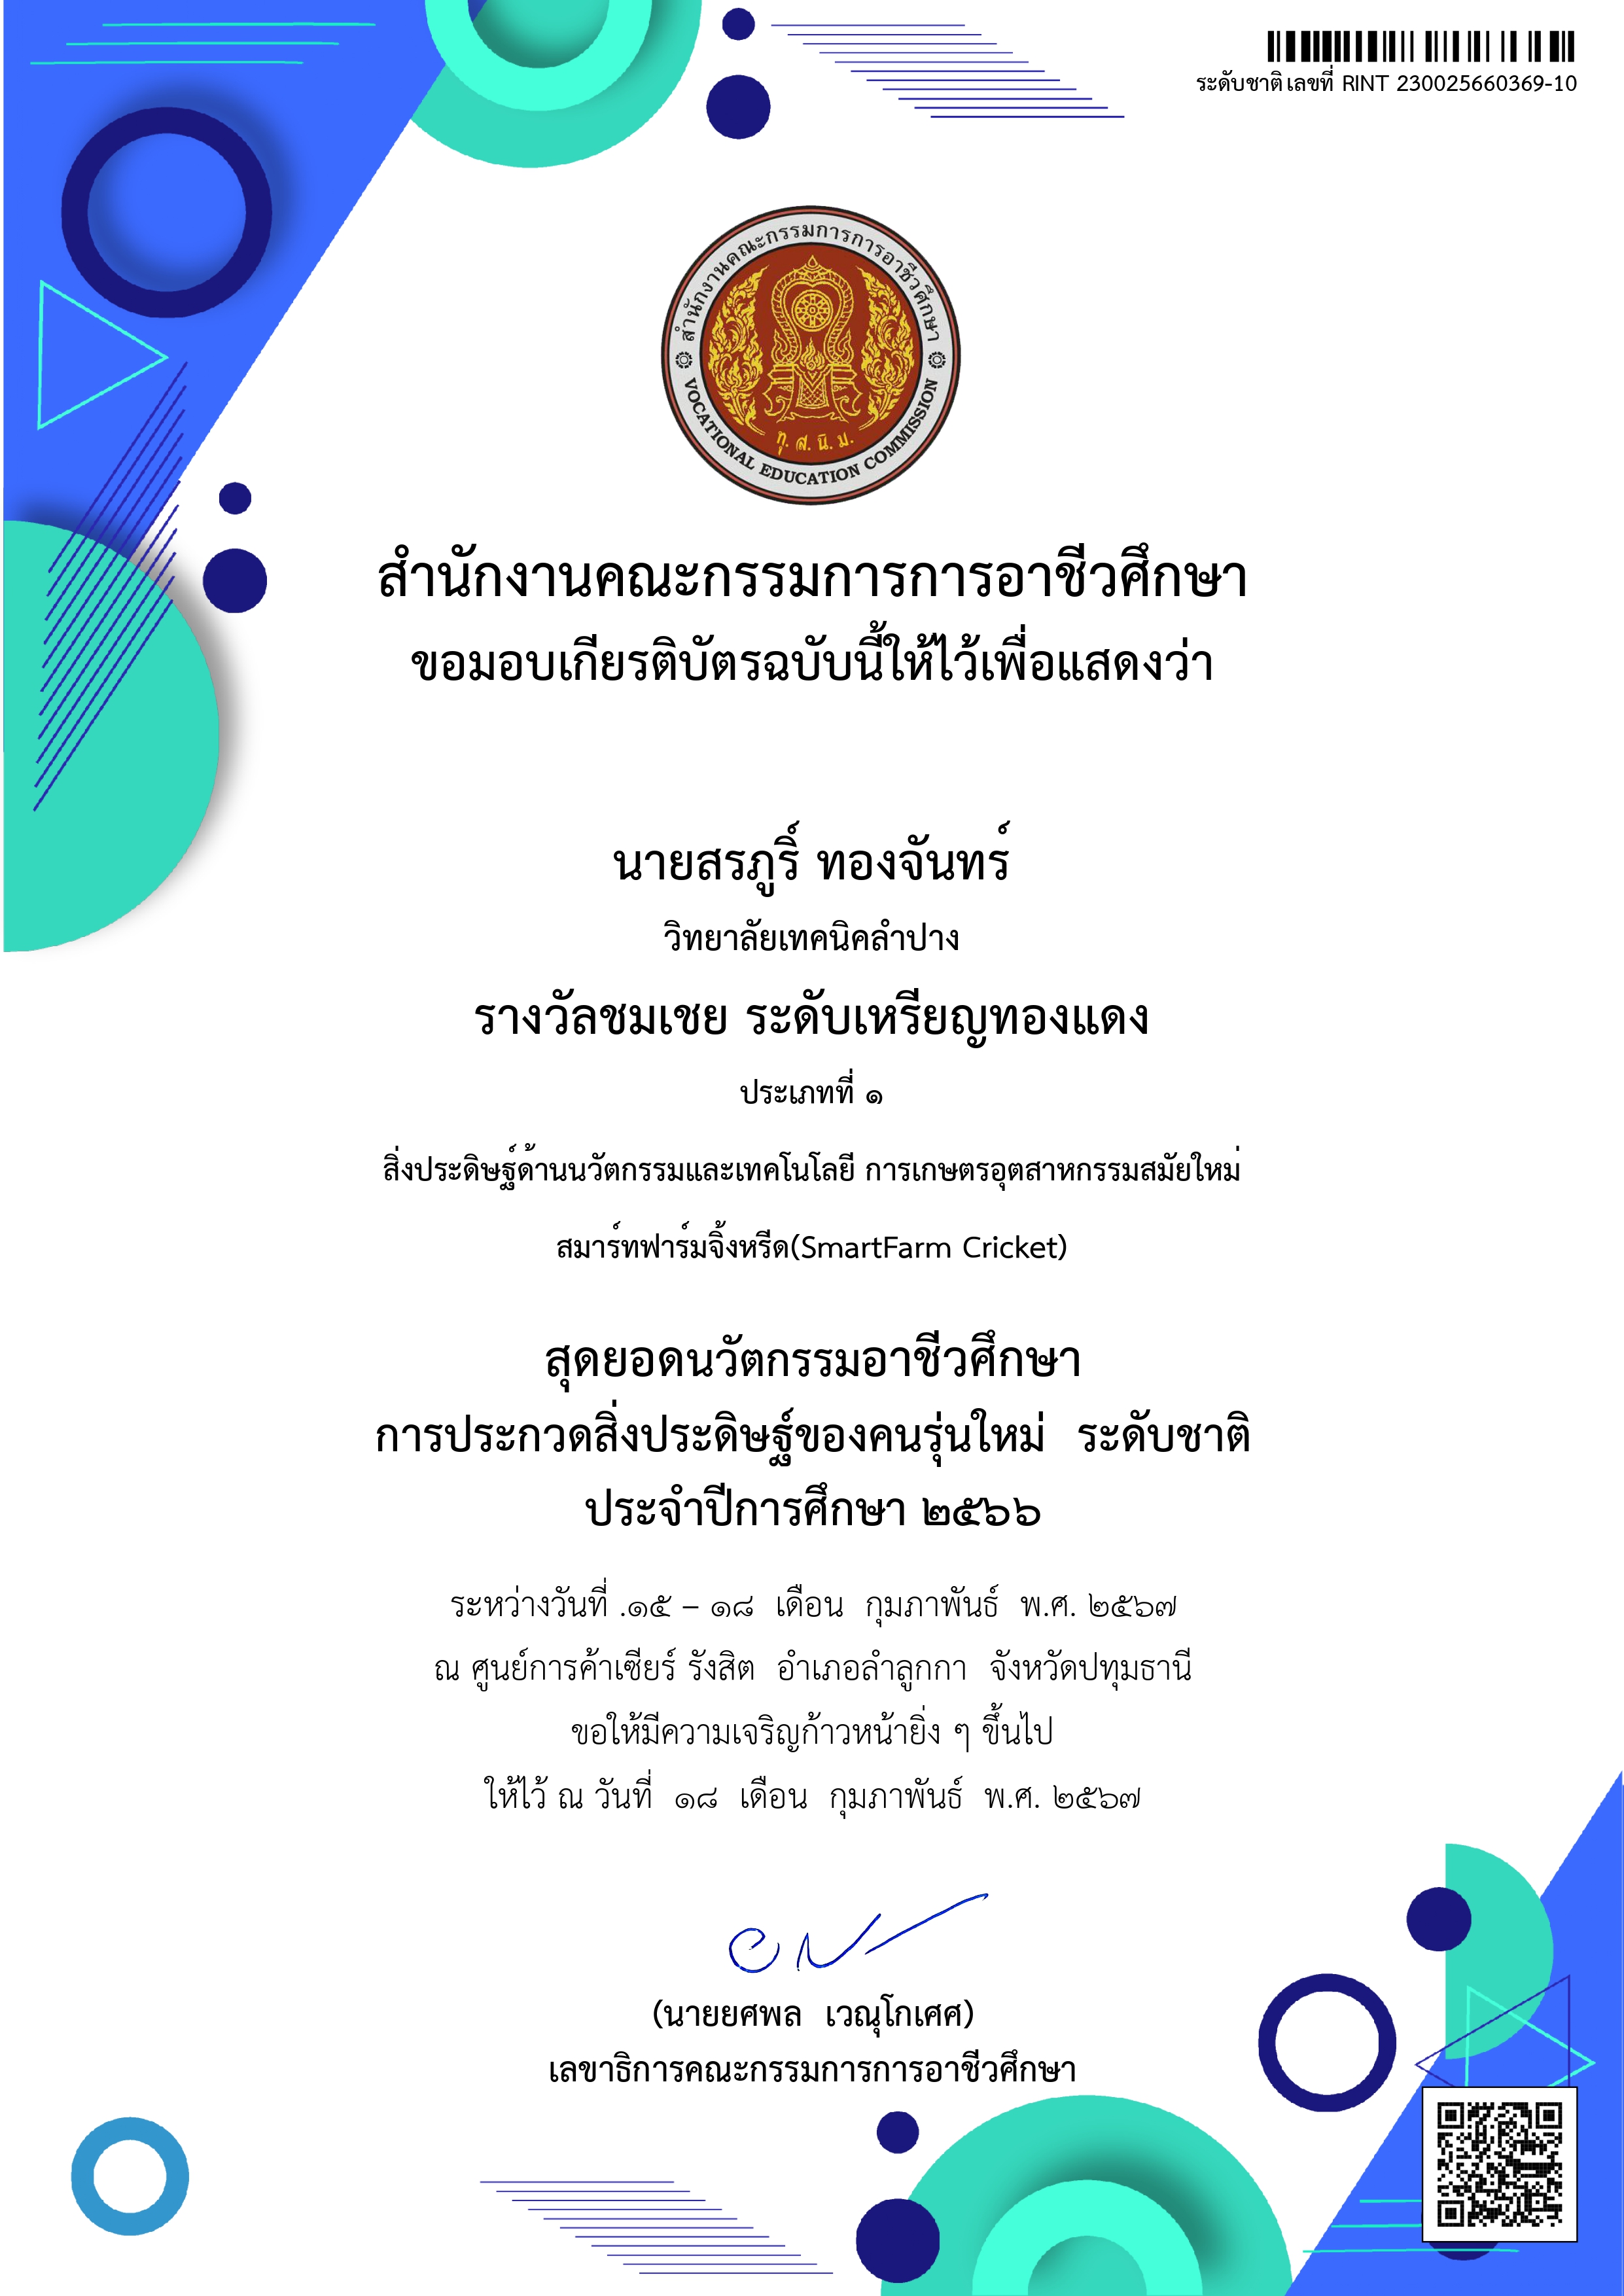 ระดับชาติ เลขที่ RINT 230025660369-10
สำนักงานคณะกรรมการการอาชีวศึกษา
ท. ส. นิ. ม.
VOCATIONAL EDUCATION COMMISSION
สำนักงานคณะกรรมการการอาชีวศึกษา
ขอมอบเกียรติบัตรฉบับนี้ให้ไว้เพื่อแสดงว่า
นายสรภูริ์ ทองจันทร์
วิทยาลัยเทคนิคลำปาง
รางวัลชมเชย ระดับเหรียญทองแดง
ประเภทที่ ๑
สิ่งประดิษฐ์ด้านนวัตกรรมและเทคโนโลยี การเกษตรอุตสาหกรรมสมัยใหม่
สมาร์ทฟาร์มจิ้งหรีด(SmartFarm Cricket)
สุดยอดนวัตกรรมอาชีวศึกษา
การประกวดสิ่งประดิษฐ์ของคนรุ่นใหม่ ระดับชาติ
ประจำปีการศึกษา ๒๕๖๖
ระหว่างวันที่ .๑๕ – ๑๘ เดือน กุมภาพันธ์ พ.ศ. ๒๕๖๗
ณ ศูนย์การค้าเซียร์ รังสิต อำเภอลำลูกกา จังหวัดปทุมธานี
ขอให้มีความเจริญก้าวหน้ายิ่ง ๆ ขึ้นไป
ให้ไว้ ณ วันที่ ๑๘ เดือน กุมภาพันธ์ พ.ศ. ๒๕๖๗
(นายยศพล เวณุโกเศศ)
เลขาธิการคณะกรรมการการอาชีวศึกษา